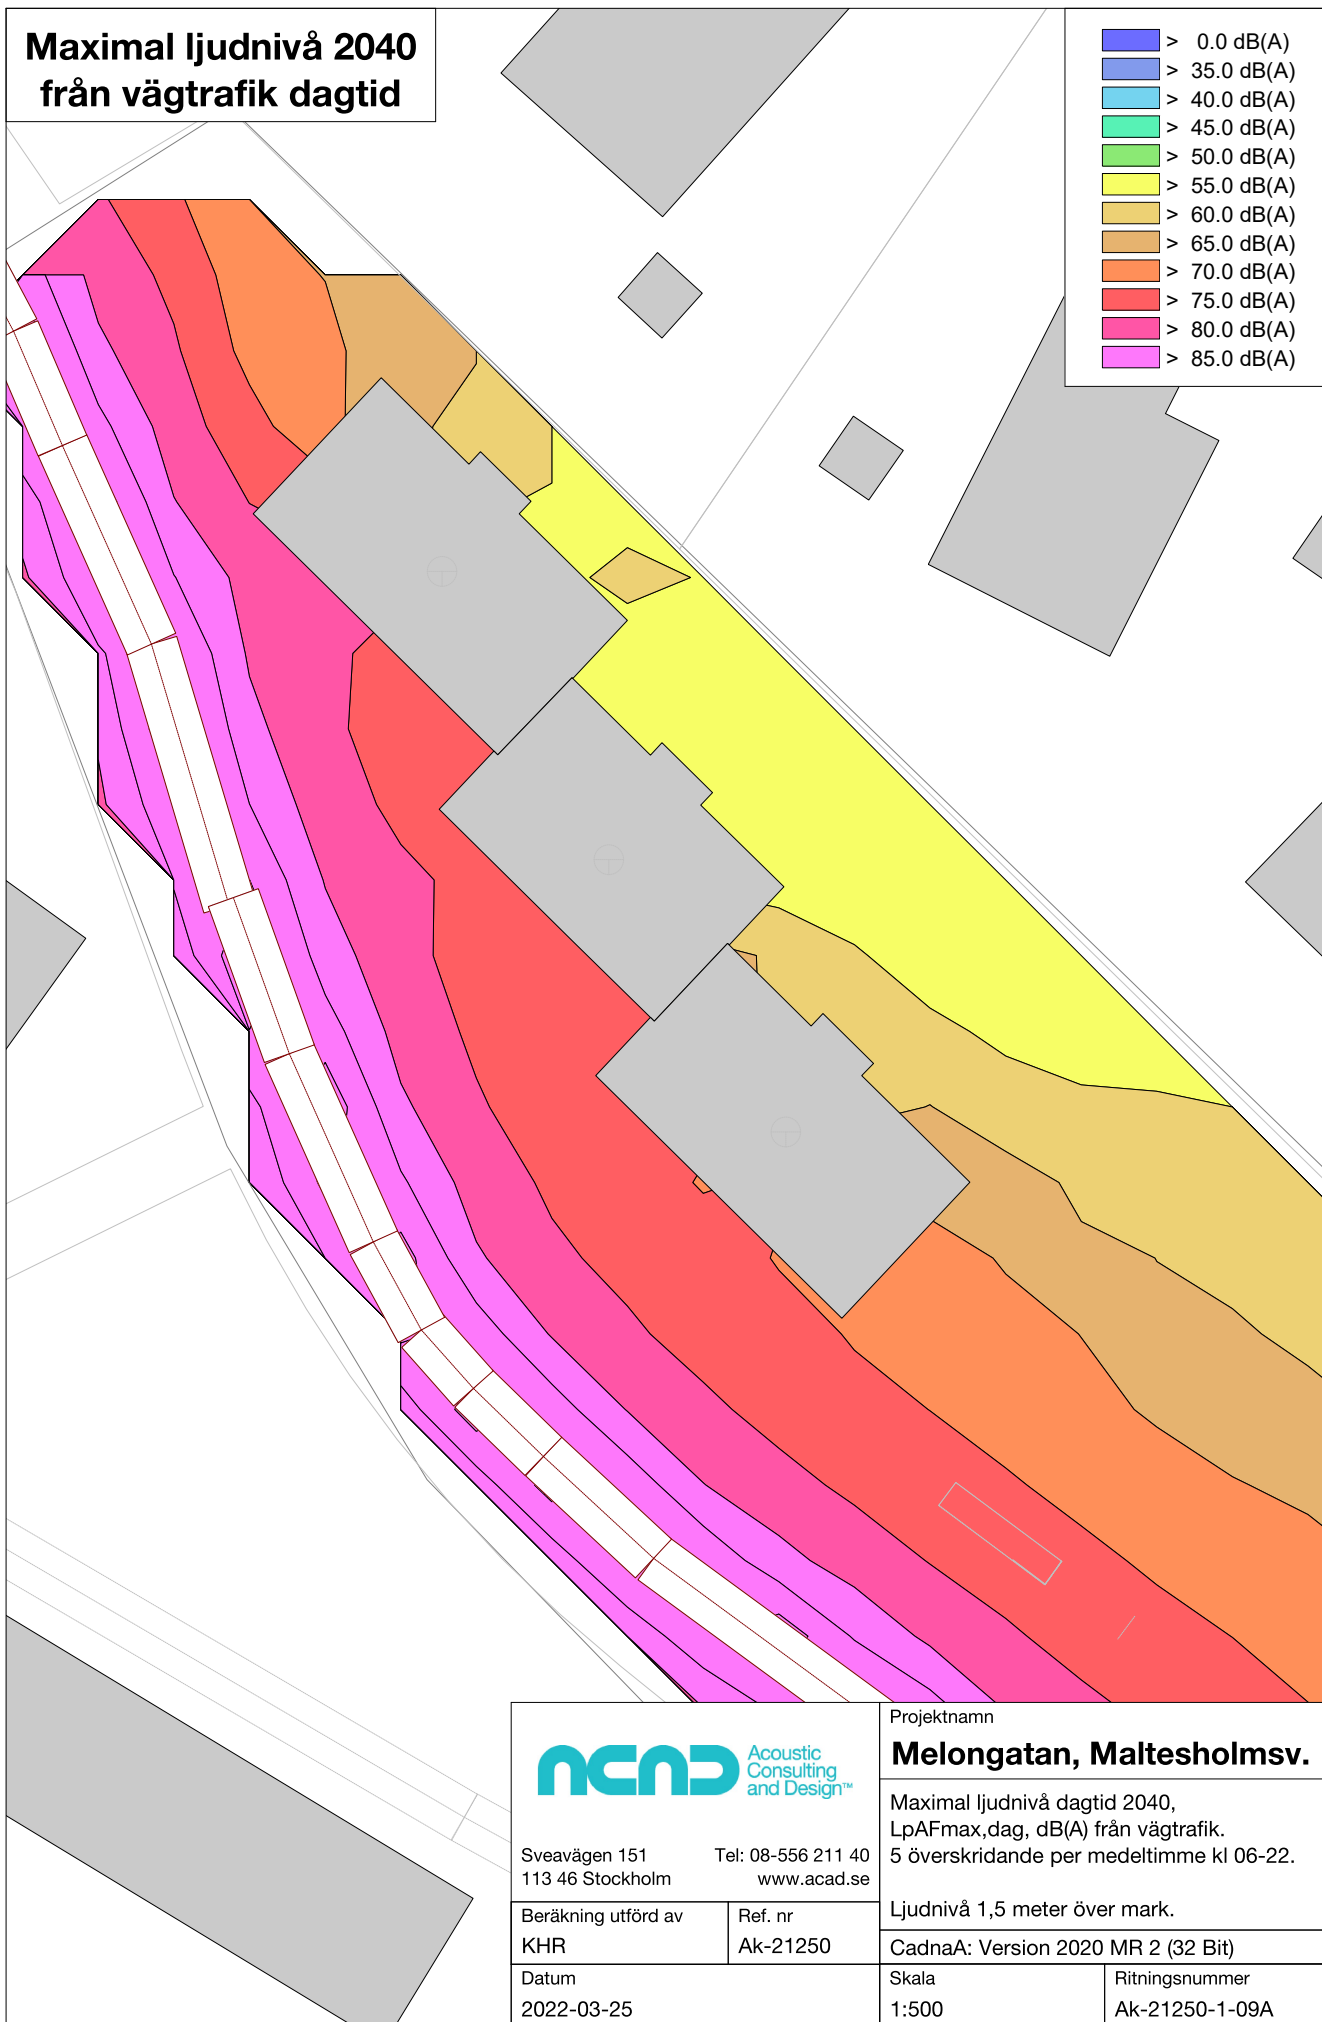 Maximal ljudnivå 2040
från vägtrafik dagtid
> 0.0 dB(A)
> 35.0 dB(A)
> 40.0 dB(A)
> 45.0 dB(A)
> 50.0 dB(A)
> 55.0 dB(A)
> 60.0 dB(A)
> 65.0 dB(A)
> 70.0 dB(A)
> 75.0 dB(A)
> 80.0 dB(A)
> 85.0 dB(A)
ACAD
Acoustic
Consulting
and Design™
Sveavägen 151
113 46 Stockholm
Tel: 08-556 211 40
www.acad.se
Beräkning utförd av
KHR
Ref. nr
Ak-21250
Datum
2022-03-25
Projektnamn
Melongatan, Maltesholmsv.
Maximal ljudnivå dagtid 2040,
LpAFmax,dag, dB(A) från vägtrafik.
5 överskridande per medeltimme kl 06-22.
Ljudnivå 1,5 meter över mark.
CadnaA: Version 2020 MR 2 (32 Bit)
Skala
1:500
Ritningsnummer
Ak-21250-1-09A